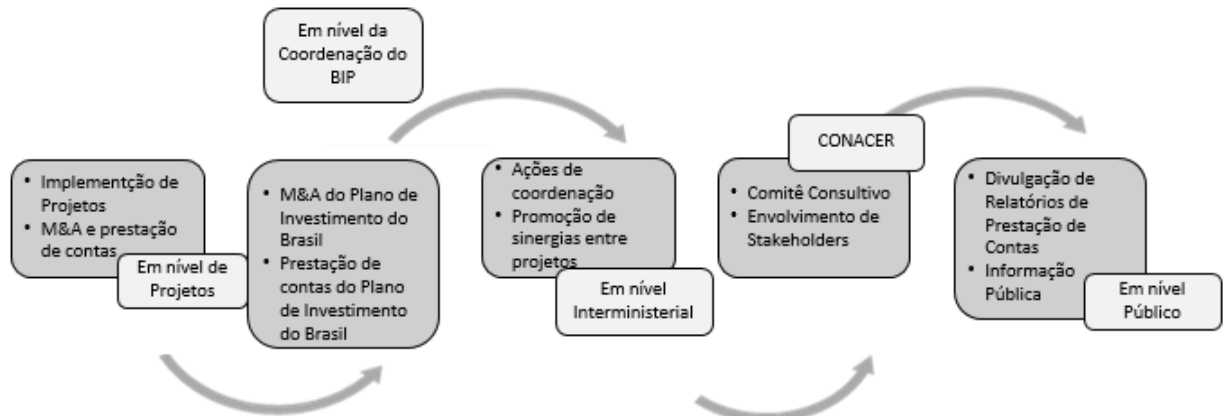 Em nível da
Coordenação do
BIP
• Implementção de
Projetos
• M&A e prestação
de contas
Em nível de
Projetos
• M&A do Plano de
Investimento do
Brasil
• Prestação de
contas do Plano
de Investimento
do Brasil
• Ações de
coordenação
• Promoção de
sinergias entre
projetos
Em nível
Interministerial
CONACER
• Comitê Consultivo
• Envolvimento de
Stakeholders
• Divulgação de
Relatórios de
Prestação de
Contas
• Informação
Pública
Em nível
Público